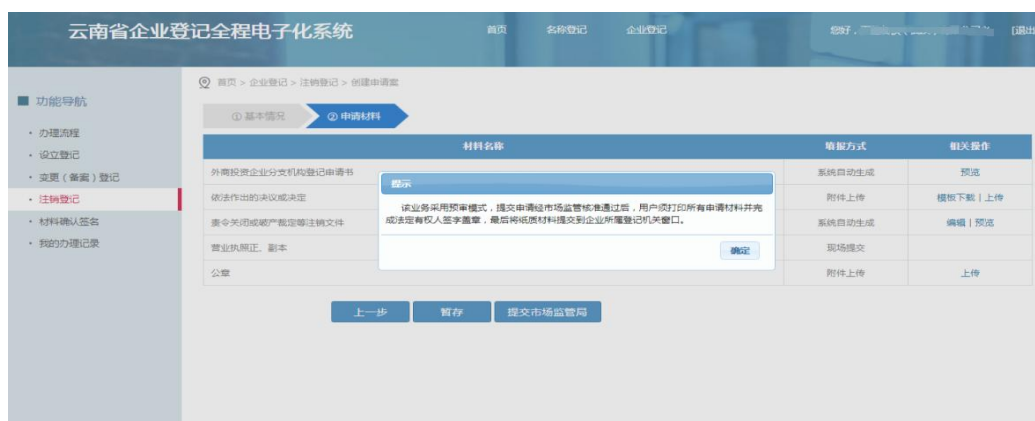 云南省企业登记全程电子化系统
首页 名称登记 企业登记
您好，
[退出
首页 > 企业登记 > 注销登记 > 创建申请案
功能导航
办理流程
设立登记
变更（备案）登记
注销登记
材料确认签名
我的办理记录
① 基本情况 ② 申请材料
材料名称 填报方式 相关操作
外商投资企业分支机构登记申请书 系统自动生成 预览
依法作出的决议或决定 附件上传 模板下载 | 上传
责令关闭或破产裁定等注销文件 系统自动生成 编辑 | 预览
营业执照正、副本 现场提交
公章 附件上传 上传
提示
该业务采用预审模式，提交申请经市场监管核准通过后，用户须打印所有申请材料并完
成法定有权人签字盖章，最后将纸质材料提交到企业所属登记机关窗口。
确定
上一步 暂存 提交市场监管局